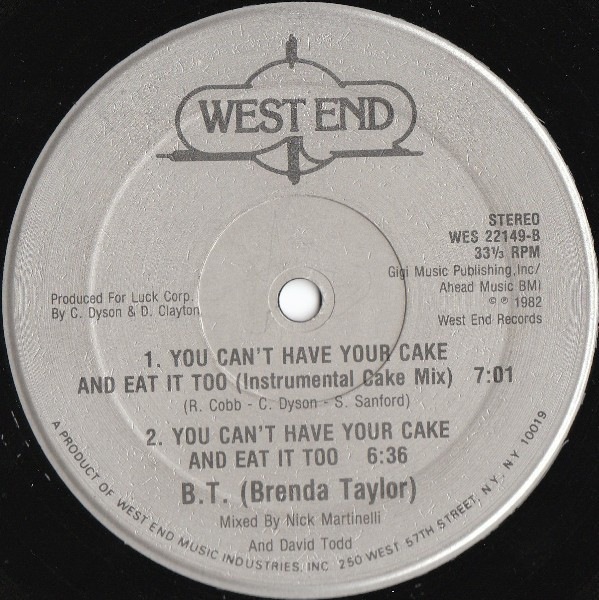 WEST END
STEREO
WES 22149-B
33⅓ RPM
Gigi Music Publishing, Inc/
Ahead Music BMI
© ℗ 1982
West End Records
Produced For Luck Corp.
By C. Dyson & D. Clayton
1. YOU CAN'T HAVE YOUR CAKE
AND EAT IT TOO (Instrumental Cake Mix) 7:01
(R. Cobb - C. Dyson - S. Sanford)
2. YOU CAN'T HAVE YOUR CAKE
AND EAT IT TOO 6:36
B.T. (Brenda Taylor)
Mixed By Nick Martinelli
And David Todd
A PRODUCT OF WEST END MUSIC INDUSTRIES, INC 250 WEST 57TH STREET, N.Y., NY 10019